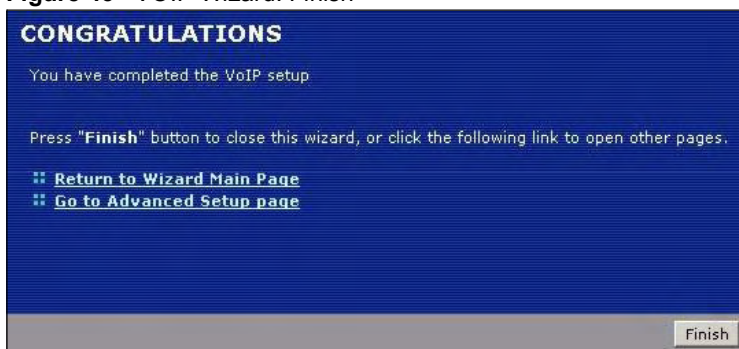 CONGRATULATIONS
You have completed the VoIP setup
Press "Finish" button to close this wizard, or click the following link to open other pages.
Return to Wizard Main Page
Go to Advanced Setup page
Finish